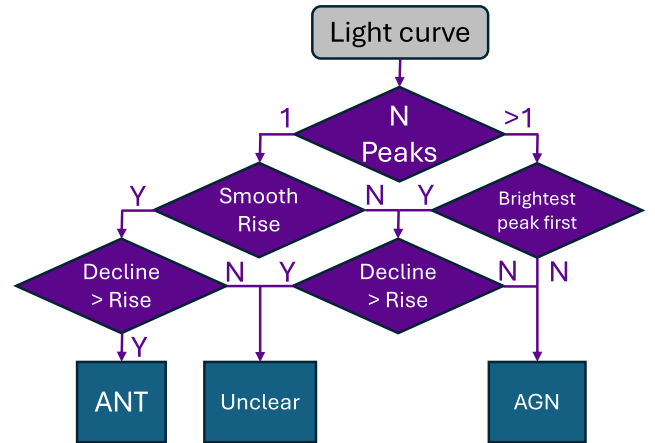 Light curve
N
Peaks
1
>1
Smooth
Rise
Y
N
Y
Brightest
peak first
Decline
> Rise
N
Y
Decline
> Rise
N
N
Y
ANT
Unclear
AGN